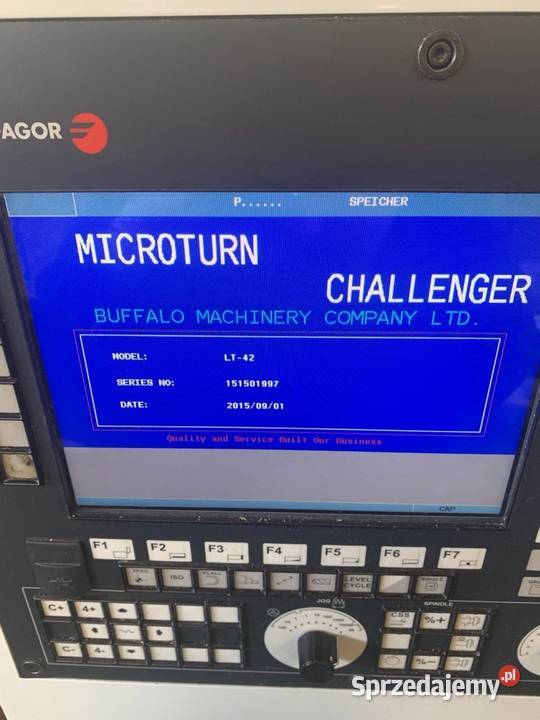 AGOR
P...... SPEICHER
MICROTURN
CHALLENGER
BUFFALO MACHINERY COMPANY LTD.
MODEL: LT-42
SERIES NO: 151501997
DATE: 2015/09/01
Quality and Service Built Our Business
CAP
F1 F2 F3 F4 F5 F6 F7
ZERO ISO PCALL LEVEL CYCLE SINGLE
JOG SPINDLE
C+ 4+ CSS %+
C- 4- %-
Sprzedajemy.pl